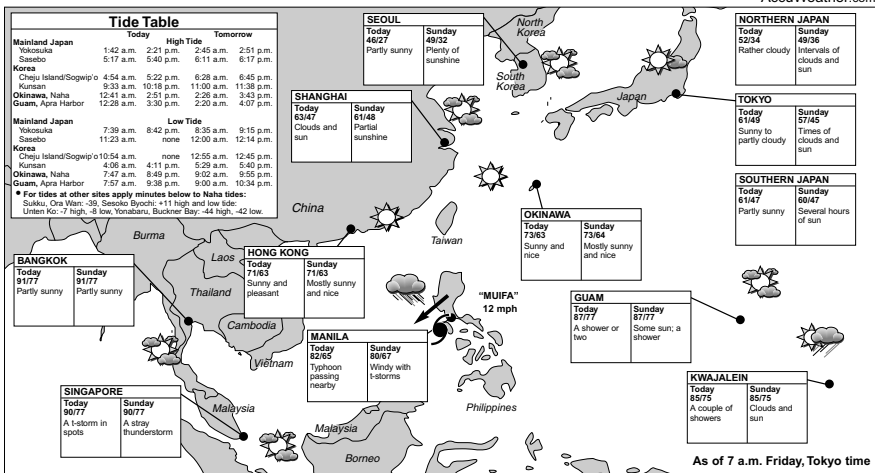 AccuWeather.com
Tide Table
Today Tomorrow
Mainland Japan High Tide
Yokosuka 1:42 a.m. 2:21 p.m. 2:45 a.m. 2:51 p.m.
Sasebo 5:17 a.m. 5:40 p.m. 6:11 a.m. 6:17 p.m.
Korea
Cheju Island/Sogwip'o 4:54 a.m. 5:22 p.m. 6:28 a.m. 6:45 p.m.
Kunsan 9:33 a.m. 10:18 p.m. 11:00 a.m. 11:38 p.m.
Okinawa, Naha 12:41 a.m. 2:51 p.m. 2:26 a.m. 3:43 p.m.
Guam, Apra Harbor 12:28 a.m. 3:30 p.m. 2:20 a.m. 4:07 p.m.
Mainland Japan Low Tide
Yokosuka 7:39 a.m. 8:42 p.m. 8:35 a.m. 9:15 p.m.
Sasebo 11:23 a.m. none 12:00 a.m. 12:14 p.m.
Korea
Cheju Island/Sogwip'o 10:54 a.m. none 12:55 a.m. 12:45 p.m.
Kunsan 4:06 a.m. 4:11 p.m. 5:29 a.m. 5:40 p.m.
Okinawa, Naha 7:47 a.m. 8:49 p.m. 9:02 a.m. 9:55 p.m.
Guam, Apra Harbor 7:57 a.m. 9:38 p.m. 9:00 a.m. 10:34 p.m.
• For tides at other sites apply minutes below to Naha tides:
Sukku, Ora Wan: -39, Sesoko Byochi: +11 high and low tide:
Unten Ko: -7 high, -8 low, Yonabaru, Buckner Bay: -44 high, -42 low.
SEOUL
Today Sunday
46/27 49/32
Partly sunny Plenty of
sunshine
North
Korea
South
Korea
Japan
NORTHERN JAPAN
Today Sunday
52/34 49/36
Rather cloudy Intervals of
clouds and
sun
SHANGHAI
Today Sunday
63/47 61/48
Clouds and Partial
sun sunshine
TOKYO
Today Sunday
61/49 57/45
Sunny to Times of
partly cloudy clouds and
sun
SOUTHERN JAPAN
Today Sunday
61/47 60/47
Partly sunny Several hours
of sun
China
Taiwan
OKINAWA
Today Sunday
73/63 73/64
Sunny and Mostly sunny
nice and nice
Burma
Laos
Thailand
Cambodia
Vietnam
BANGKOK
Today Sunday
91/77 91/77
Partly sunny Partly sunny
HONG KONG
Today Sunday
71/63 71/63
Sunny and Mostly sunny
pleasant and nice
"MUIFA"
12 mph
GUAM
Today Sunday
87/77 87/77
A shower or Some sun; a
two shower
MANILA
Today Sunday
82/65 80/67
Typhoon Windy with
passing t-storms
nearby
Philippines
KWAJALEIN
Today Sunday
85/75 85/75
A couple of Clouds and
showers sun
SINGAPORE
Today Sunday
90/77 90/77
A t-storm in A stray
spots thunderstorm
Malaysia
Malaysia
Borneo
As of 7 a.m. Friday, Tokyo time